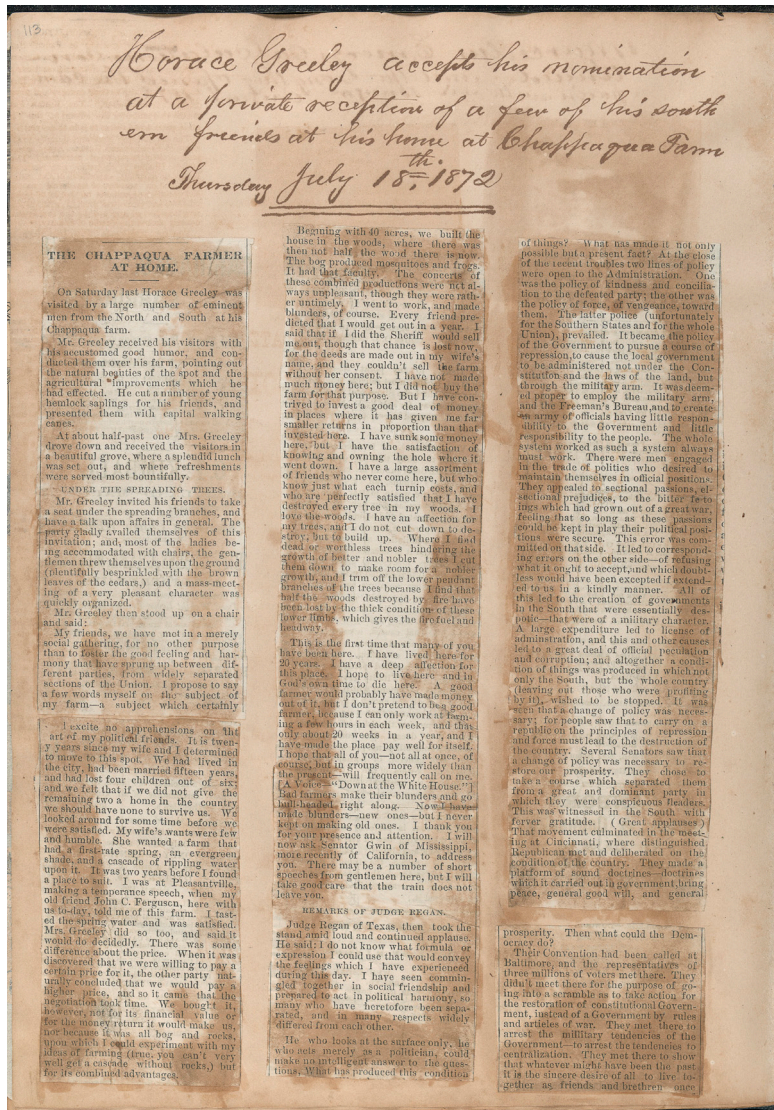 113
Horace Greeley accepts his nomination
at a private reception of a few of his south
ern friends at his home at Chappaqua Farm
Thursday July 18th, 1872
THE CHAPPAQUA FARMER
AT HOME.
On Saturday last Horace Greeley was
visited by a large number of eminent
men from the North and South at his
Chappaqua farm.
Mr. Greeley received his visitors with
his accustomed good humor, and con-
ducted them over his farm, pointing out
the natural beauties of the spot and the
agricultural improvements which he
had effected. He cut a number of young
hemlock saplings for his friends, and
presented them with capital walking
canes.
At about half-past one Mrs. Greeley
drove down and received the visitors in
a beautiful grove, where a splendid lunch
was set out, and where refreshments
were served most bountifully.
UNDER THE SPREADING TREES.
Mr. Greeley invited his friends to take
a seat under the spreading branches, and
have a talk upon affairs in general. The
party gladly availed themselves of this
invitation; and, most of the ladies be-
ing accommodated with chairs, the gen-
tlemen threw themselves upon the ground
(plentifully besprinkled with the brown
leaves of the cedars,) and a mass-meet-
ing of a very pleasant character was
quickly organized.
Mr. Greeley then stood up on a chair
and said:
My friends, we have met in a merely
social gathering, for no other purpose
than to foster the good feeling and har-
mony that have sprung up between dif-
ferent parties, from widely separated
sections of the Union. I propose to say
a few words myself on the subject of
my farm—a subject which certainly
excite no apprehensions on the
art of my political friends. It is twen-
y years since my wife and I determined
to move to this spot. We had lived in
the city, had been married fifteen years,
and had lost four children out of six
and we felt that if we did not give the
remaining two a home in the country
we should have none to survive us. We
looked around for some time before we
were satisfied. My wife's wants were few
and humble. She wanted a farm that
had a first-rate spring, an evergreen
shade, and a cascade of rippling water
upon it. It was two years before I found
a place to suit. I was at Pleasantville,
making a temperance speech, when my
old friend John C. Ferguson, here with
us to-day, told me of this farm. I tast-
ed the spring water and was satisfied.
Mrs. Greeley did so too, and said it
would do decidedly. There was some
difference about the price. When it was
discovered that we were willing to pay a
certain price for it, the other party nat-
urally concluded that we would pay a
higher price, and so it came that the
negotiation took time. We bought it,
however, not for its financial value or
for the money return it would make us,
nor because it was all bog and rocks,
upon which I could experiment with my
ideas of farming (true, you can't very
well get a cascade without rocks,) but
for its combined advantages.
Begining with 40 acres, we built the
house in the woods, where there was
then not half the wood there is now.
The bog produced mosquitoes and frogs.
It had that faculty. The concerts of
these combined productions were not al-
ways unpleasant, though they were rath-
er untimely. I went to work, and made
blunders, of course. Every friend pre-
dicted that I would get out in a year. I
said that if I did the Sheriff would sell
me out, though that chance is lost now,
for the deeds are made out in my wife's
name, and they couldn't sell the farm
without her consent. I have not made
much money here; but I did not buy the
farm for that purpose. But I have con-
trived to invest a good deal of money
in places where it has given me far
smaller returns in proportion than that
invested here. I have sunk some money
here, but I have the satisfaction of
knowing and owning the hole where it
went down. I have a large assortment
of friends who never come here, but who
know just what each turnip costs, and
who are perfectly satisfied that I have
destroyed every tree in my woods. I
love the woods. I have an affection for
my trees, and I do not cut down to de-
stroy, but to build up. Where I find
dead or worthless trees hindering the
growth of better and nobler trees I cut
them down to make room for a nobler
growth, and I trim off the lower pendant
branches of the trees because I find that
half the woods destroyed by fire have
been lost by the thick condition of these
lower limbs, which gives the fire fuel and
headway.
This is the first time that many of you
have been here. I have lived here for
20 years. I have a deep affection for
this place. I hope to live here and in
God's own time to die here. A good
farmer would probably have made money
out of it, but I don't pretend to be a good
farmer, because I can only work at farm-
ing a few hours in each week, and that
only about 20 weeks in a year, and I
have made the place pay well for itself.
I hope that all of you—not all at once, of
course, but in groups more widely than
the present—will frequently call on me.
[A Voice—"Down at the White House."]
Bad farmers make their blunders and go
bull-headed right along. Now I have
made blunders—new ones—but I never
kept on making old ones. I thank you
for your presence and attention. I will
now ask Senator Gwin of Mississippi,
more recently of California, to address
you. There may be a number of short
speeches from gentlemen here, but I will
take good care that the train does not
leave you.
REMARKS OF JUDGE REGAN.
Judge Regan of Texas, then took the
stand amid loud and continued applause.
He said: I do not know what formula or
expression I could use that would convey
the feelings which I have experienced
during this day. I have seen commin-
gled together in social friendship and
prepared to act in political harmony, so
many who have heretofore been sepa-
rated, and in many respects widely
differed from each other.
He who looks at the surface only, he
who acts merely as a politician, could
make no intelligent answer to the ques-
tions. What has produced this condition
of things? What has made it not only
possible but a present fact? At the close
of the recent troubles two lines of policy
were open to the Administration. One
was the policy of kindness and concilia-
tion to the defeated party; the other was
the policy of force, of vengeance, toward
them. The latter policy (unfortunately
for the Southern States and for the whole
Union), prevailed. It became the policy
of the Government to pursue a course of
repression, to cause the local government
to be administered not under the Con-
stitution and the laws of the land, but
through the military arm. It was deem-
ed proper to employ the military arm,
and the Freeman's Bureau, and to create
an army of officials having little respon-
sibility to the Government and little
responsibility to the people. The whole
system worked as such a system always
must work. There were men engaged
in the trade of politics who desired to
maintain themselves in official positions.
They appealed to sectional passions,
sectional prejudices, to the bitter feel-
ings which had grown out of a great war,
feeling that so long as these passions
could be kept in play their political posi-
tions were secure. This error was com-
mitted on that side. It led to correspond-
ing errors on the other side—of refusing
what it ought to accept, and which doubt-
less would have been excepted if extend-
ed to us in a kindly manner. All of
this led to the creation of governments
in the South that were essentially des-
potic—that were of a military character.
A large expenditure led to license of
adminstration, and this and other causes
led to a great deal of official peculation
and corruption; and altogether a condi-
tion of things was produced in which not
only the South, but the whole country
(leaving out those who were profiting
by it), wished to be stopped. It was
seen that a change of policy was neces-
sary; for people saw that to carry on a
republic on the principles of repression
and force must lead to the destruction of
the country. Several Senators saw that
a change of policy was necessary to re-
store our prosperity. They chose to
take a course which separated them
from a great and dominant party in
which they were conspicuous leaders.
This was witnessed in the South with
ferver gratitude. (Great applauses)
That movement culminated in the meet-
ing at Cincinnati, where distinguished
Republican met and deliberated on the
condition of the country. They made a
platform of sound doctrines—doctrines
which it carried out in government, bring
peace, general good will, and general
prosperity. Then what could the Dem-
ocracy do?
Their Convention had been called at
Baltimore, and the representatives of
three millions of voters met there. They
didn't meet there for the purpose of go-
ing into a scramble so as to take action for
the restoration of constitutional Govern-
ment, instead of a Government by rules
and articles of war. They met there to
arrest the military tendencies of the
Government—to arrest the tendencies to
centralization. They met there to show
that whatever might have been the past
it is the sincere desire of all to live to-
gether as friends and brethren once